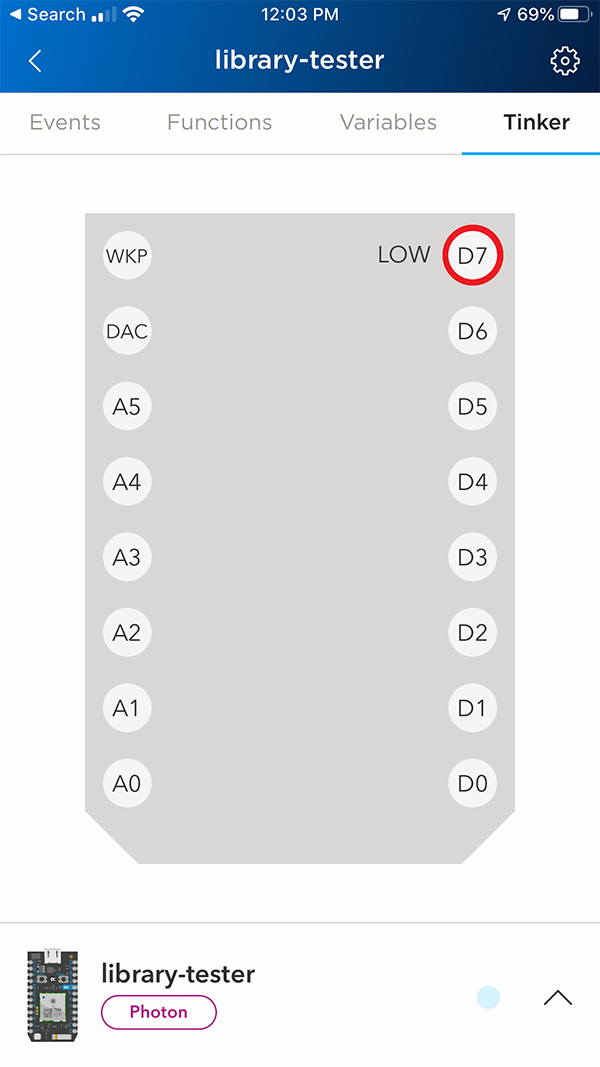 Search 12:03 PM 69%
library-tester
Events Functions Variables Tinker
WKP LOW D7
DAC D6
A5 D5
A4 D4
A3 D3
A2 D2
A1 D1
A0 D0
library-tester
Photon